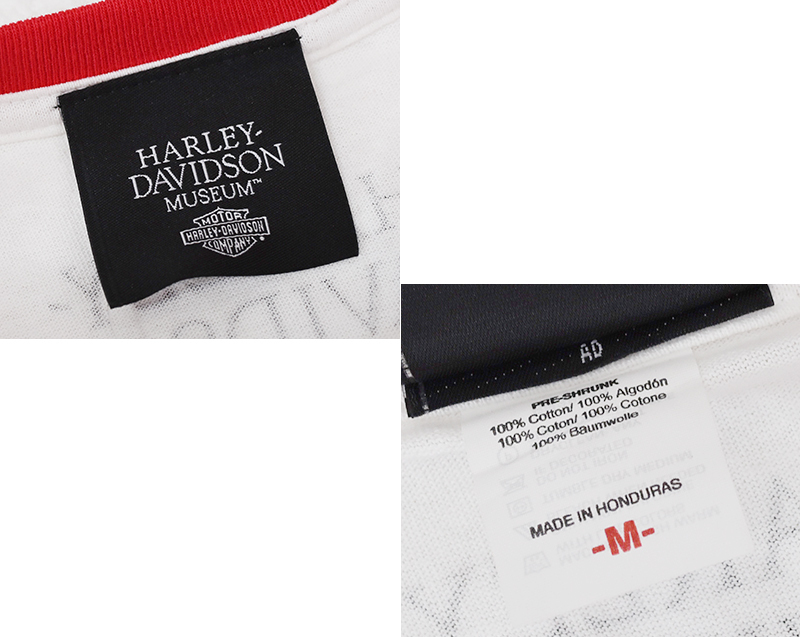 HARLEY-
DAVIDSON
MUSEUM™
MOTOR
HARLEY-DAVIDSON
COMPANY
®
AD
PRE-SHRUNK
100% Cotton/ 100% Algodón
100% Coton/ 100% Cotone
100% Baumwolle
MADE IN HONDURAS
-M-